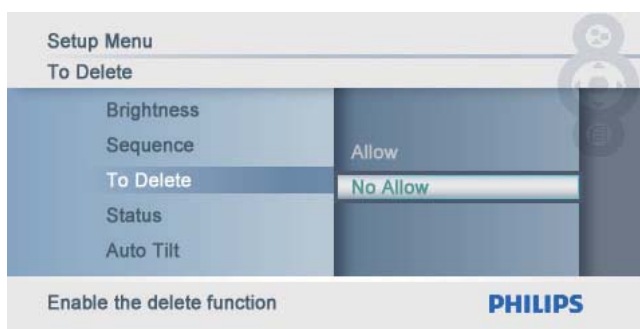 Setup Menu
To Delete
Brightness
Sequence
To Delete
Status
Auto Tilt
Allow
No Allow
Enable the delete function
PHILIPS